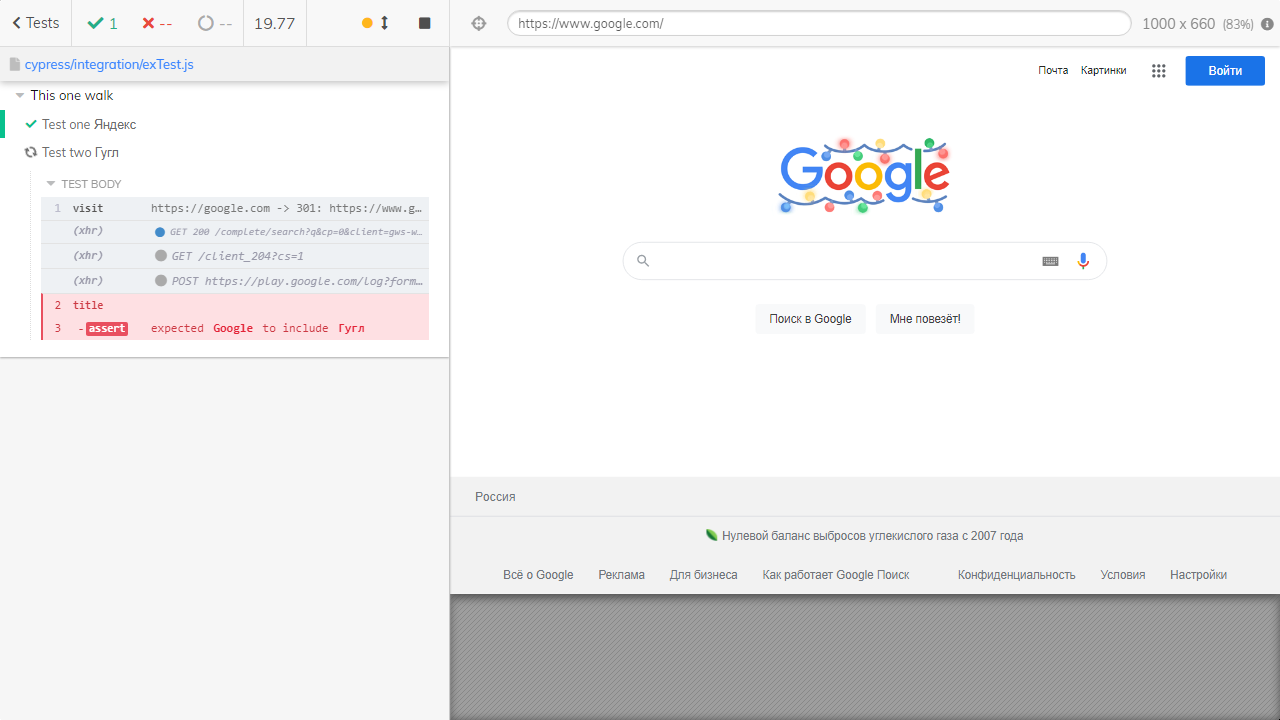 Tests 1 -- -- 19.77
cypress/integration/exTest.js
This one walk
Test one Яндекс
Test two Гугл
TEST BODY
1 visit http://google.com -> 301: https://www.g…
(xhr) GET 200 /complete/search?q&cp=0&client=gws-w…
(xhr) GET /client_204?cs=1
(xhr) POST https://play.google.com/log?form…
2 title
3 -assert expected Google to include Гугл
https://www.google.com/ 1000 x 660 (83%)
Почта Картинки Войти
Google
Поиск в Google Мне повезёт!
Россия
Нулевой баланс выбросов углекислого газа с 2007 года
Всё о Google Реклама Для бизнеса Как работает Google Поиск Конфиденциальность Условия Настройки